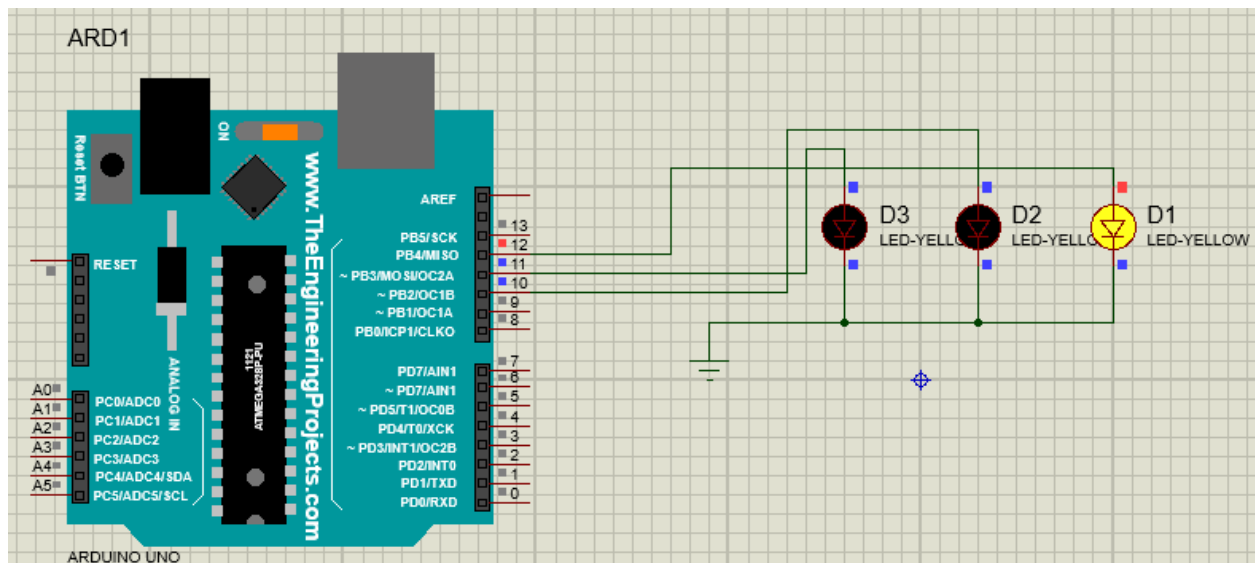 ARD1
ON
Reset BTN
www.TheEngineeringProjects.com
AREF
13
PB5/SCK
12
PB4/MISO
11
~ PB3/MOSI/OC2A
10
~ PB2/OC1B
9
~ PB1/OC1A
8
PB0/ICP1/CLKO
RESET
1121
ATMEGA328P-PU
ANALOG IN
7
PD7/AIN1
6
~ PD7/AIN1
5
~ PD5/T1/OC0B
4
PD4/T0/XCK
3
~ PD3/INT1/OC2B
2
PD2/INT0
1
PD1/TXD
0
PD0/RXD
A0
PC0/ADC0
A1
PC1/ADC1
A2
PC2/ADC2
A3
PC3/ADC3
A4
PC4/ADC4/SDA
A5
PC5/ADC5/SCL
ARDUINO UNO
D3
LED-YELLO
D2
LED-YELLO
D1
LED-YELLOW